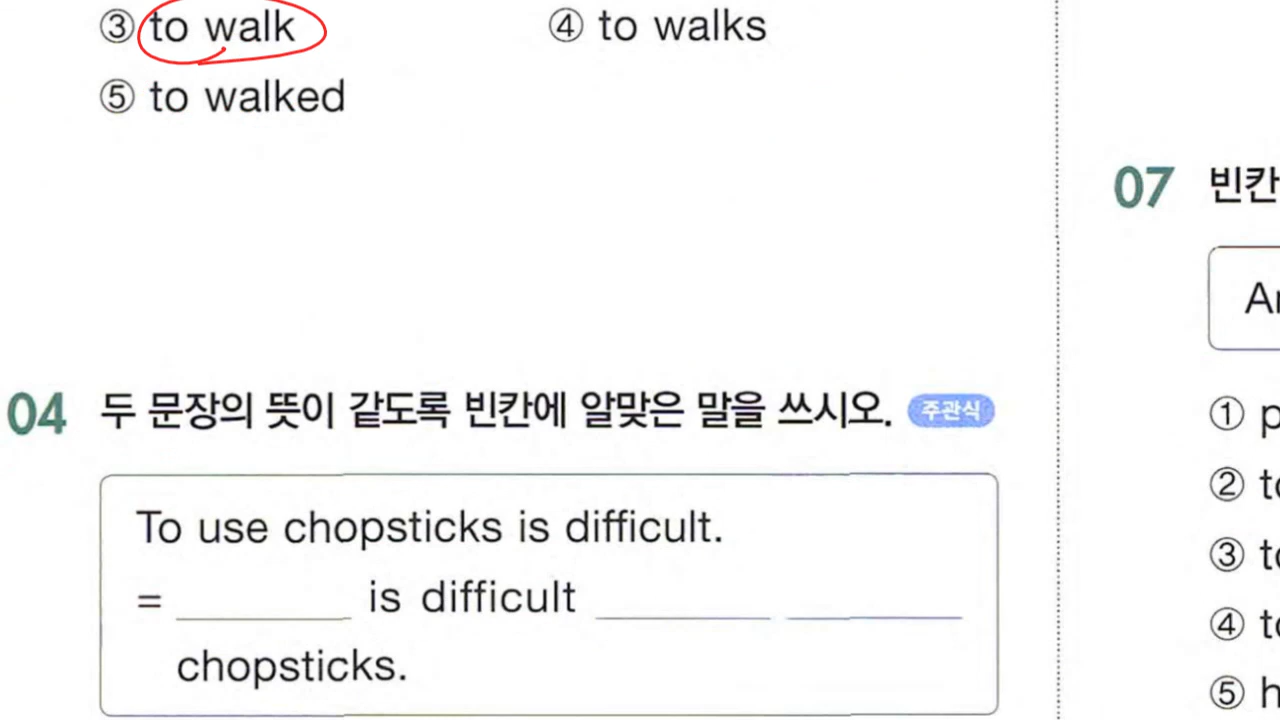 ③ to walk ④ to walks
⑤ to walked
04 두 문장의 뜻이 같도록 빈칸에 알맞은 말을 쓰시오. 주관식
To use chopsticks is difficult.
= ________ is difficult ________ ________
chopsticks.
07 빈칸
①
②
③
④
⑤